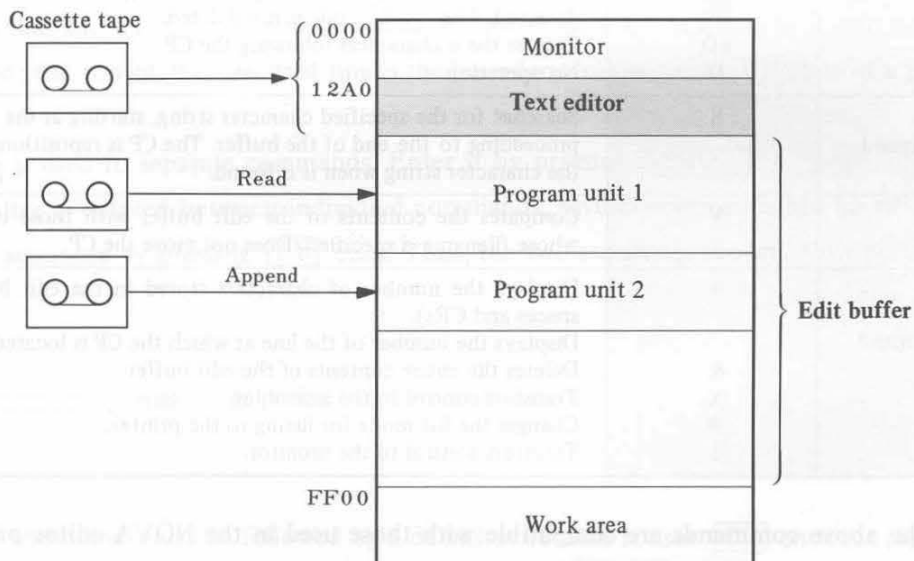 Cassette tape
0000
Monitor
12A0
Text editor
Read
Program unit 1
Append
Program unit 2
Edit buffer
FF00
Work area